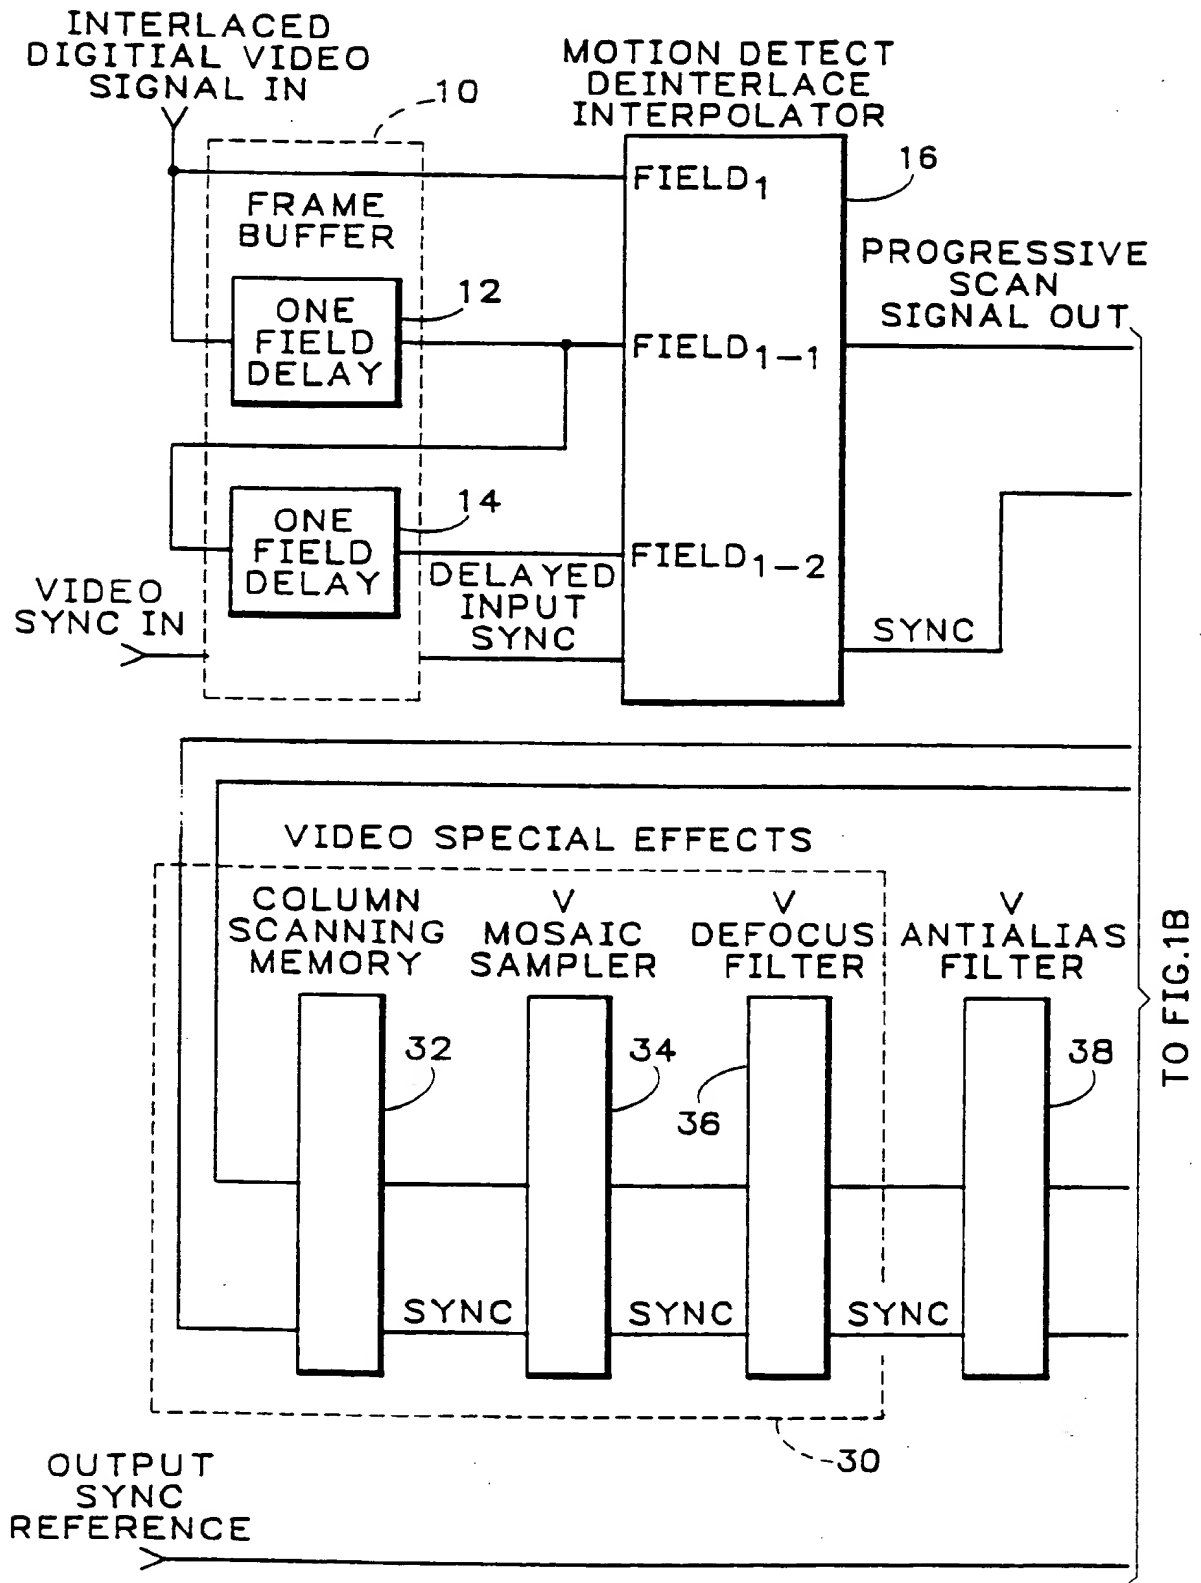 INTERLACED
DIGITIAL VIDEO
SIGNAL IN
10
MOTION DETECT
DEINTERLACE
INTERPOLATOR
FRAME
BUFFER
FIELD1
16
ONE
FIELD
DELAY
12
FIELD1-1
PROGRESSIVE
SCAN
SIGNAL OUT
ONE
FIELD
DELAY
14
FIELD1-2
VIDEO
SYNC IN
DELAYED
INPUT
SYNC
SYNC
VIDEO SPECIAL EFFECTS
COLUMN
SCANNING
MEMORY
V
MOSAIC
SAMPLER
V
DEFOCUS
FILTER
V
ANTIALIAS
FILTER
32
34
36
38
SYNC
SYNC
SYNC
30
OUTPUT
SYNC
REFERENCE
TO FIG.1B